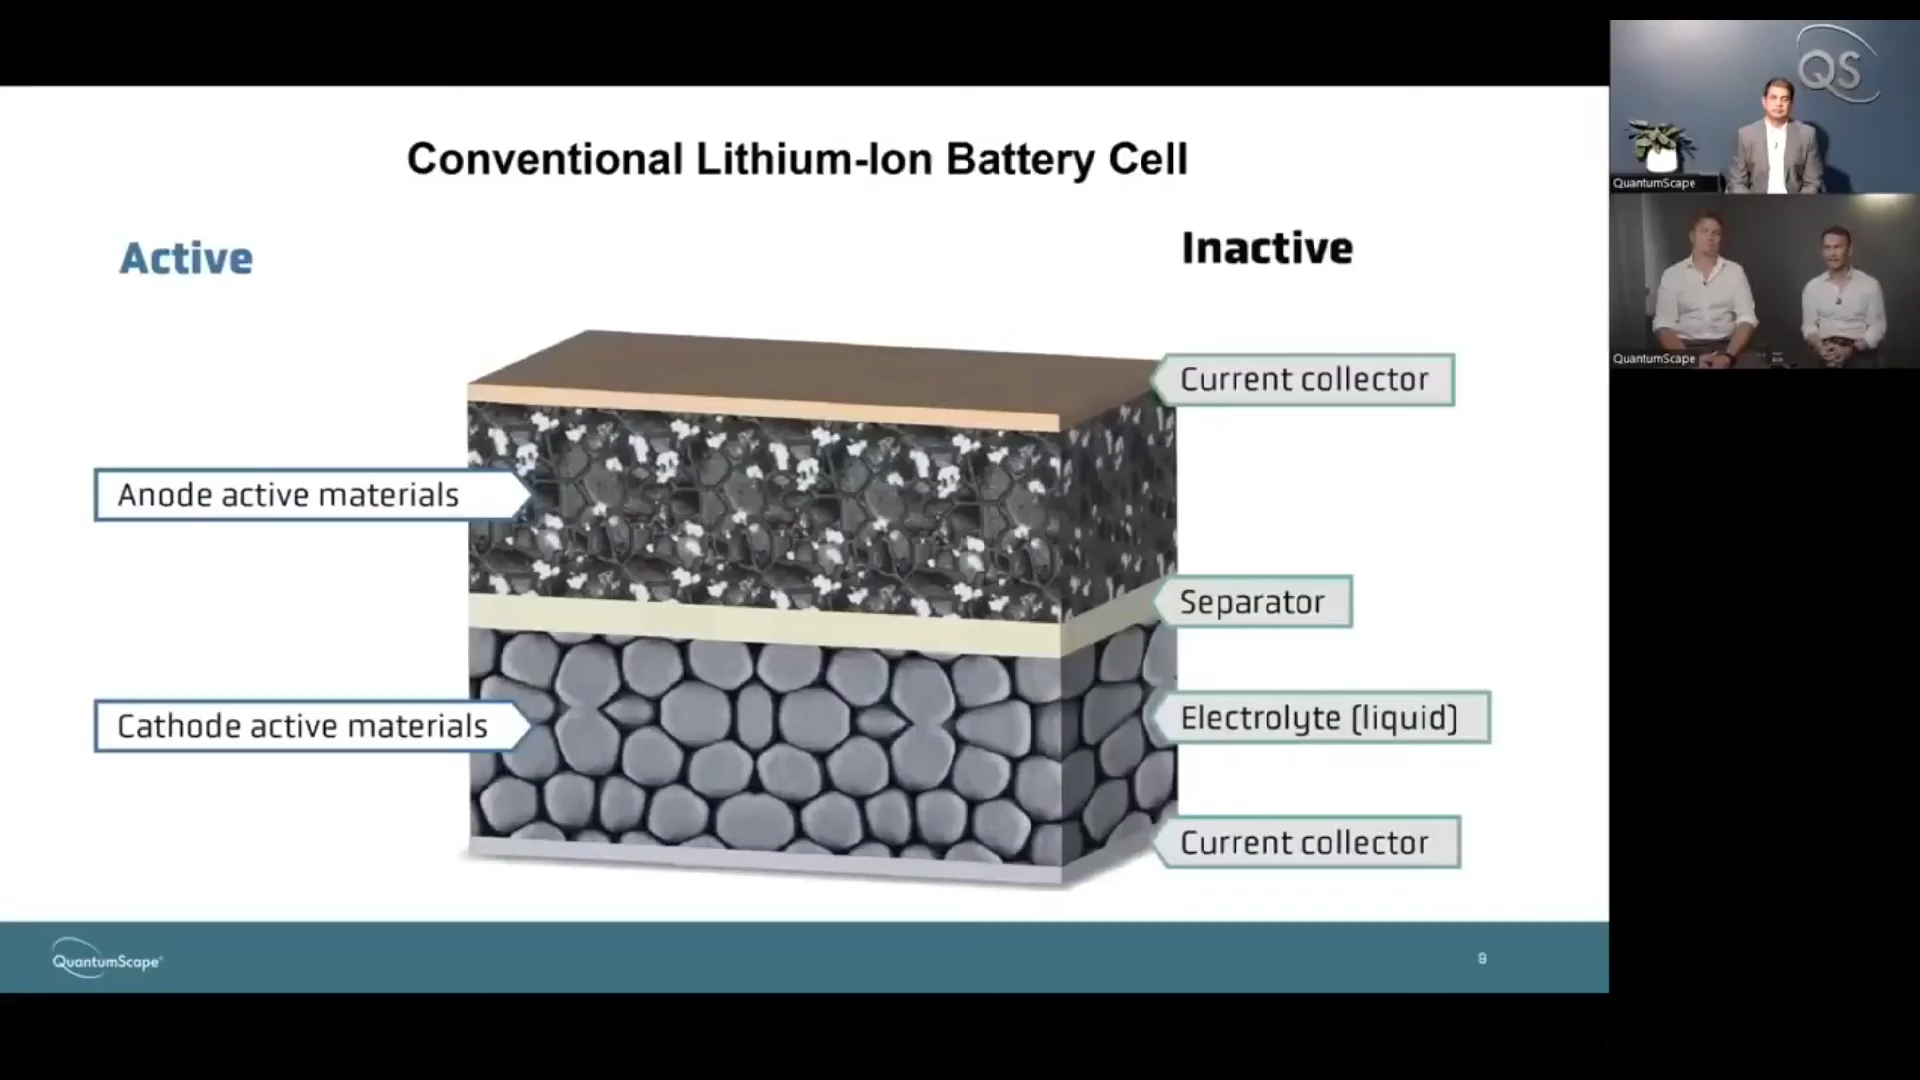 Conventional Lithium-Ion Battery Cell
Active
Inactive
Current collector
Anode active materials
Separator
Cathode active materials
Electrolyte (liquid)
Current collector
QuantumScape
9
QS
QuantumScape
QuantumScape